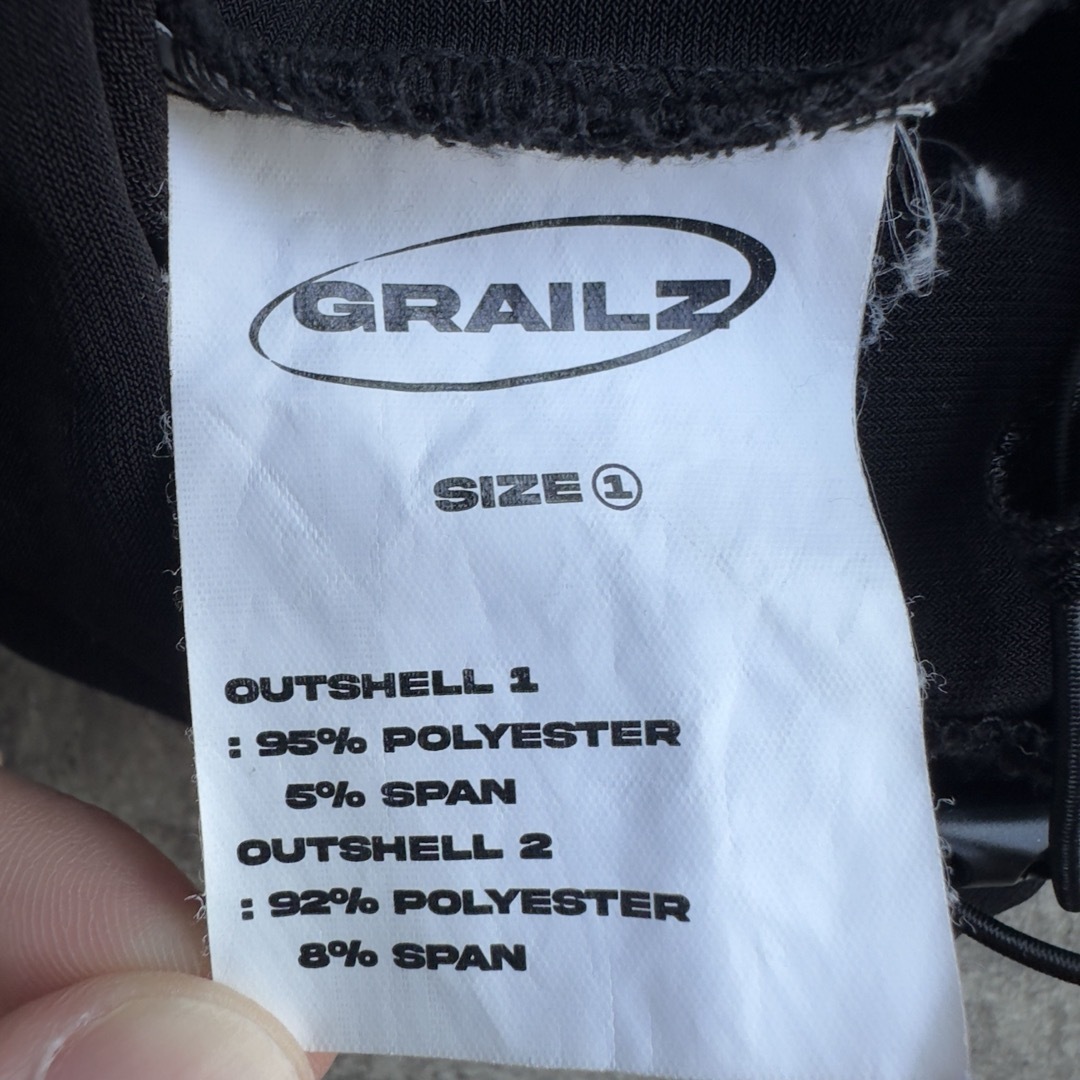 GRAILZ
SIZE ①
OUTSHELL 1
: 95% POLYESTER
5% SPAN
OUTSHELL 2
: 92% POLYESTER
8% SPAN